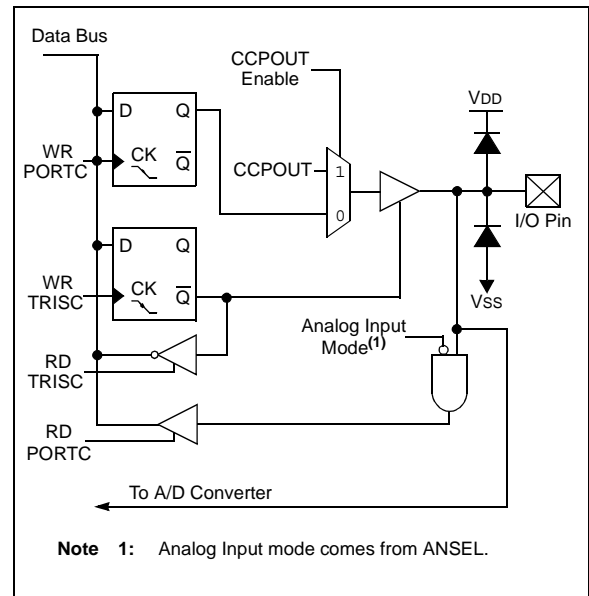 Data Bus
CCPOUT
Enable
VDD
D Q
WR
PORTC
CK
Q
CCPOUT
1
0
I/O Pin
D Q
WR
TRISC
CK
Q
VSS
Analog Input
Mode(1)
RD
TRISC
RD
PORTC
To A/D Converter
Note 1: Analog Input mode comes from ANSEL.